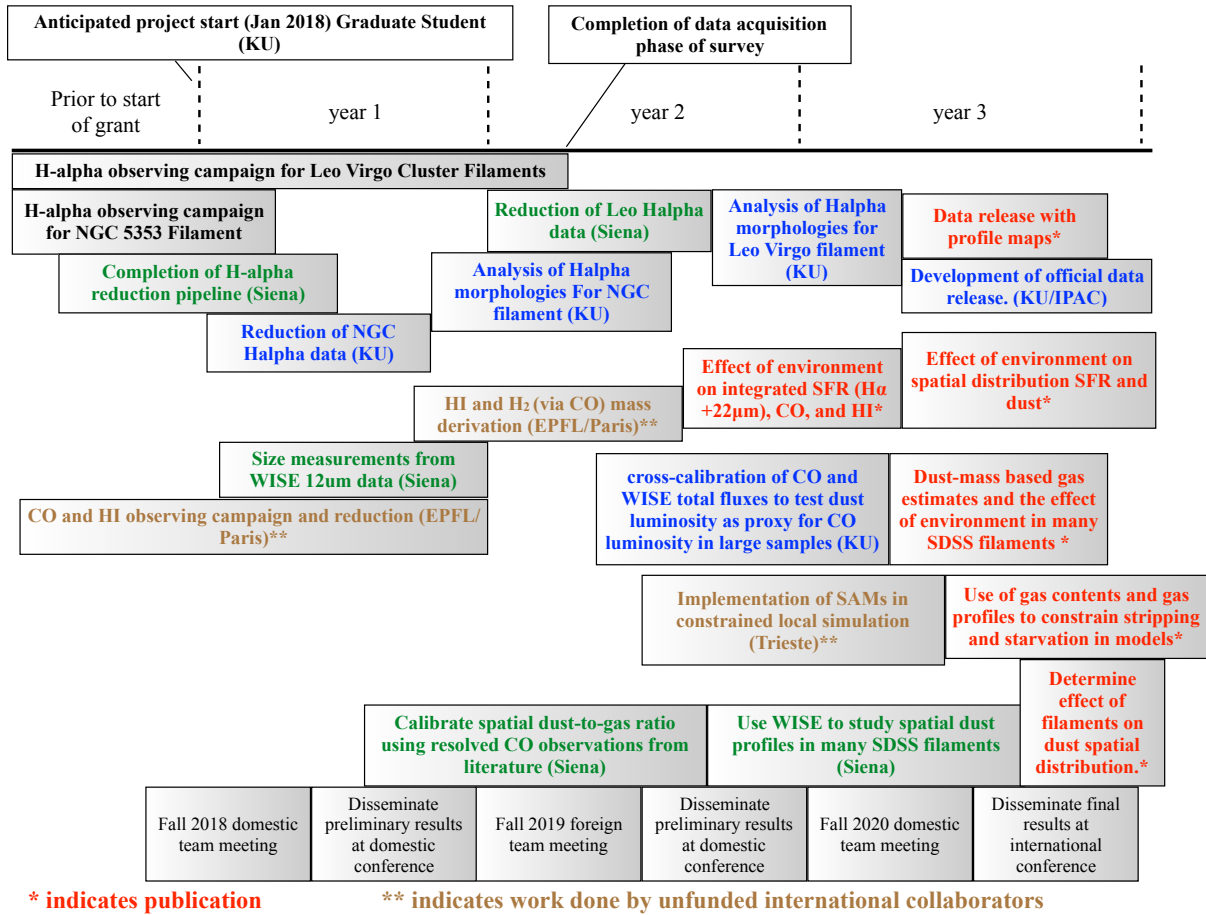 Anticipated project start (Jan 2018) Graduate Student
(KU)
Completion of data acquisition
phase of survey
Prior to start
of grant
year 1
year 2
year 3
H-alpha observing campaign for Leo Virgo Cluster Filaments
H-alpha observing campaign
for NGC 5353 Filament
Reduction of Leo Halpha
data (Siena)
Analysis of Halpha
morphologies for
Leo Virgo filament
(KU)
Data release with
profile maps*
Completion of H-alpha
reduction pipeline (Siena)
Analysis of Halpha
morphologies For NGC
filament (KU)
Development of official data
release. (KU/IPAC)
Reduction of NGC
Halpha data (KU)
Effect of environment
on integrated SFR (Hα
+22μm), CO, and HI*
Effect of environment on
spatial distribution SFR and
dust*
HI and H₂ (via CO) mass
derivation (EPFL/Paris)**
Size measurements from
WISE 12um data (Siena)
cross-calibration of CO and
WISE total fluxes to test dust
luminosity as proxy for CO
luminosity in large samples (KU)
Dust-mass based gas
estimates and the effect
of environment in many
SDSS filaments *
CO and HI observing campaign and reduction (EPFL/
Paris)**
Implementation of SAMs in
constrained local simulation
(Trieste)**
Use of gas contents and gas
profiles to constrain stripping
and starvation in models*
Calibrate spatial dust-to-gas ratio
using resolved CO observations from
literature (Siena)
Use WISE to study spatial dust
profiles in many SDSS filaments
(Siena)
Determine
effect of
filaments on
dust spatial
distribution.*
Fall 2018 domestic
team meeting
Disseminate
preliminary results
at domestic
conference
Fall 2019 foreign
team meeting
Disseminate
preliminary results
at domestic
conference
Fall 2020 domestic
team meeting
Disseminate final
results at
international
conference
* indicates publication
** indicates work done by unfunded international collaborators